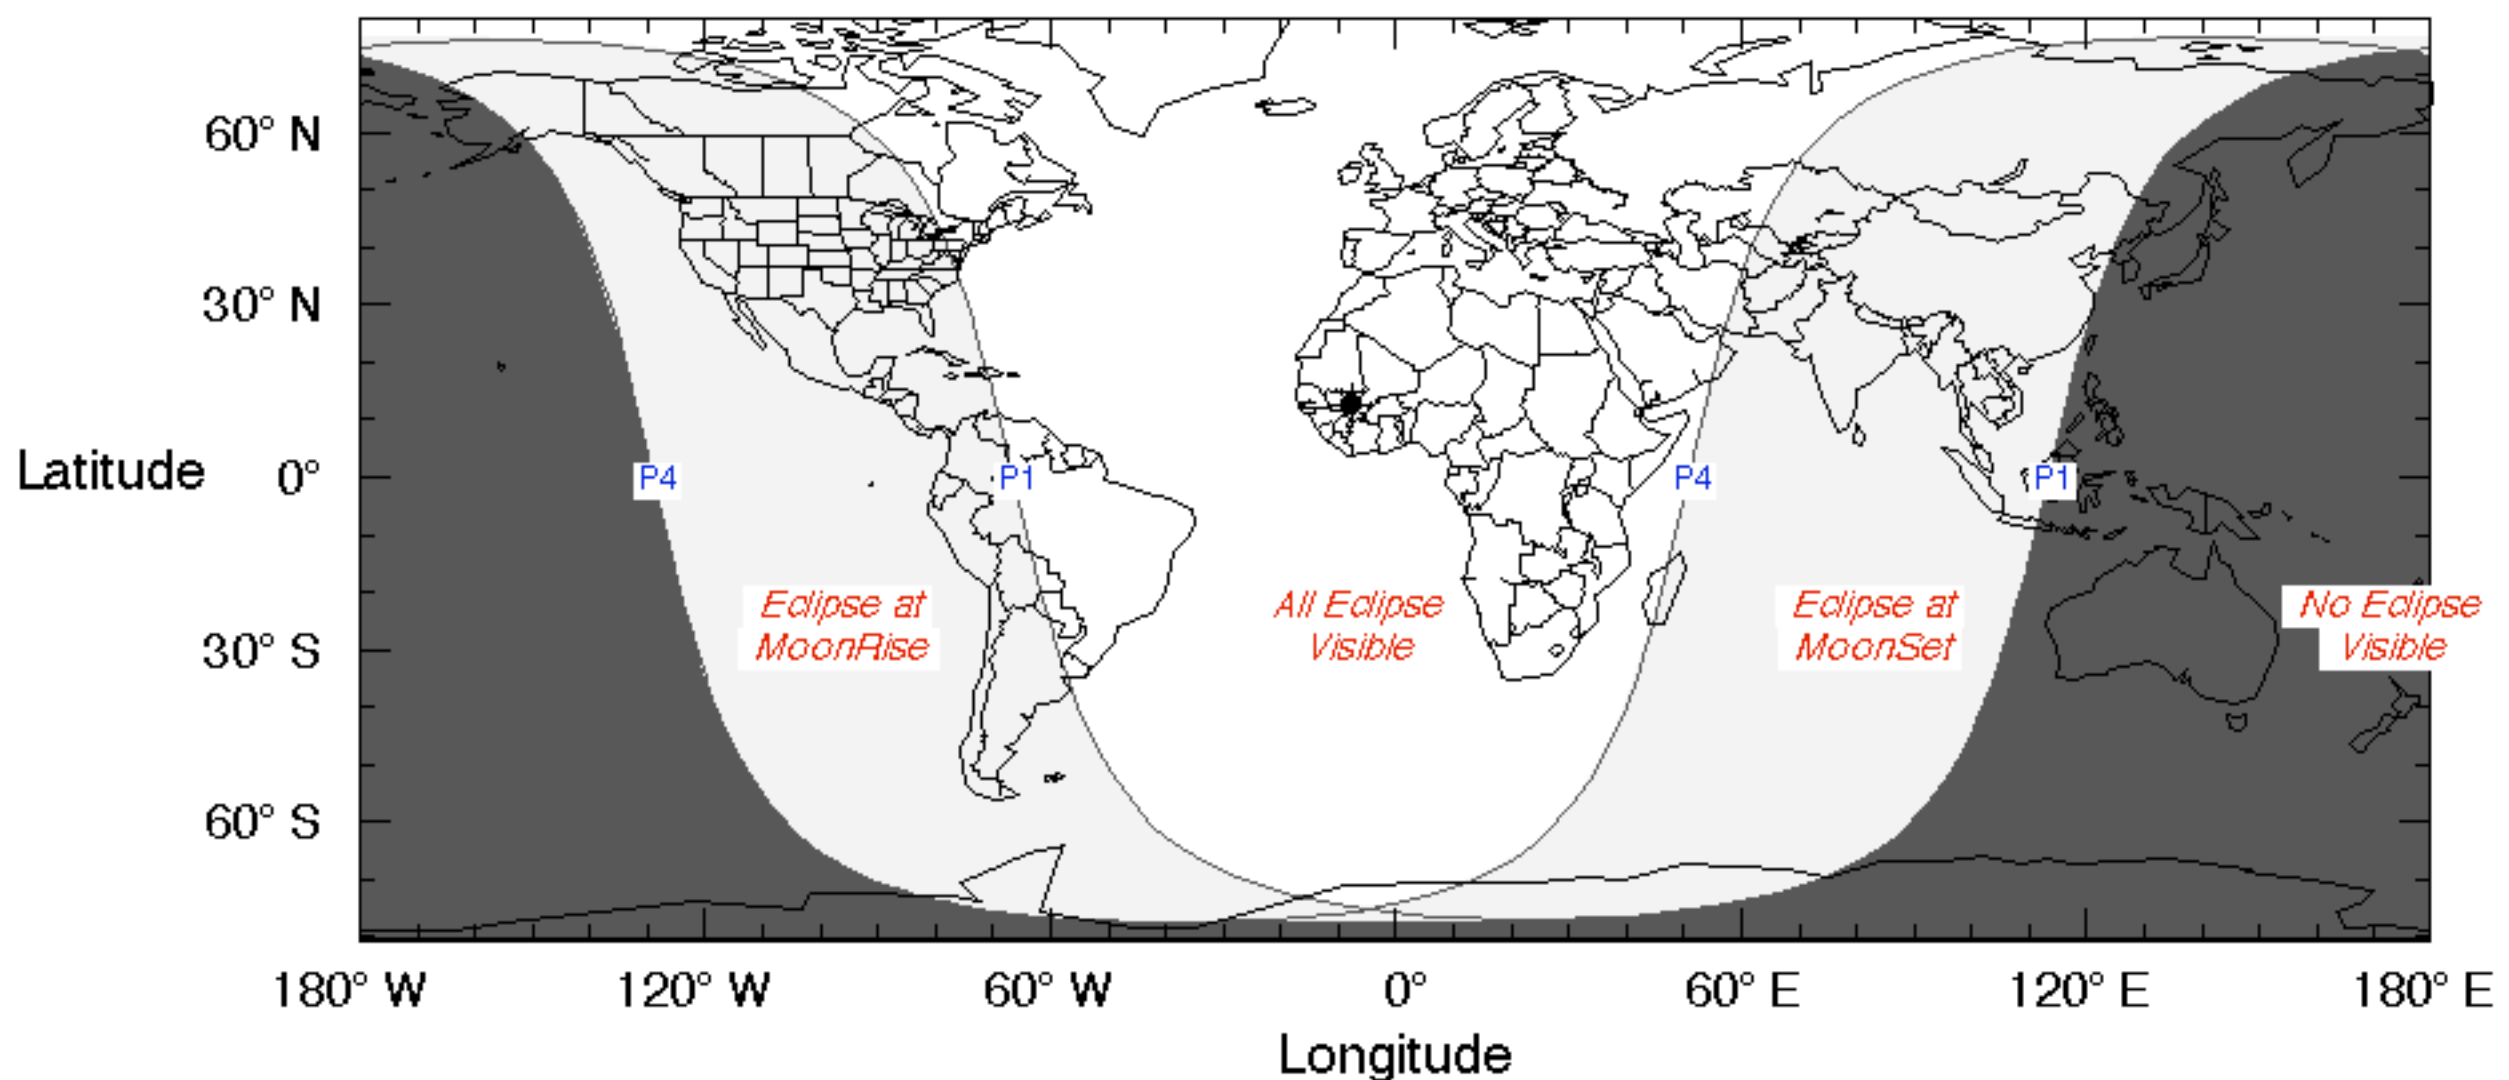 60° N
30° N
Latitude 0°
P4 P1 P4 P1
Eclipse at All Eclipse Eclipse at No Eclipse
MoonRise Visible MoonSet Visible
30° S
60° S
180° W 120° W 60° W 0° 60° E 120° E 180° E
Longitude